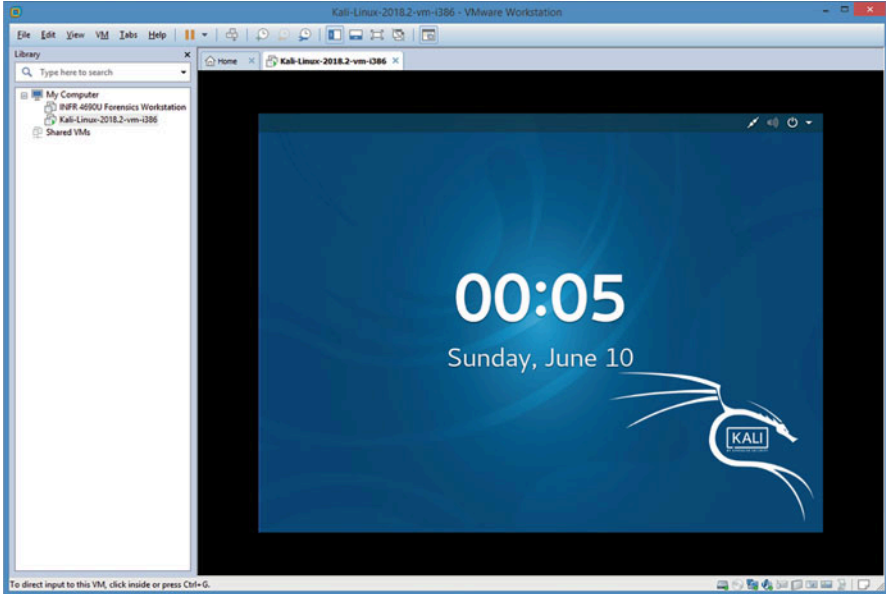 Kali-Linux-2018.2-vm-i386 - VMware Workstation
File Edit View VM Tabs Help
Library
Type here to search
My Computer
INFR 4690U Forensics Workstation
Kali-Linux-2018.2-vm-i386
Shared VMs
Home
Kali-Linux-2018.2-vm-i386
00:05
Sunday, June 10
KALI
To direct input to this VM, click inside or press Ctrl+G.